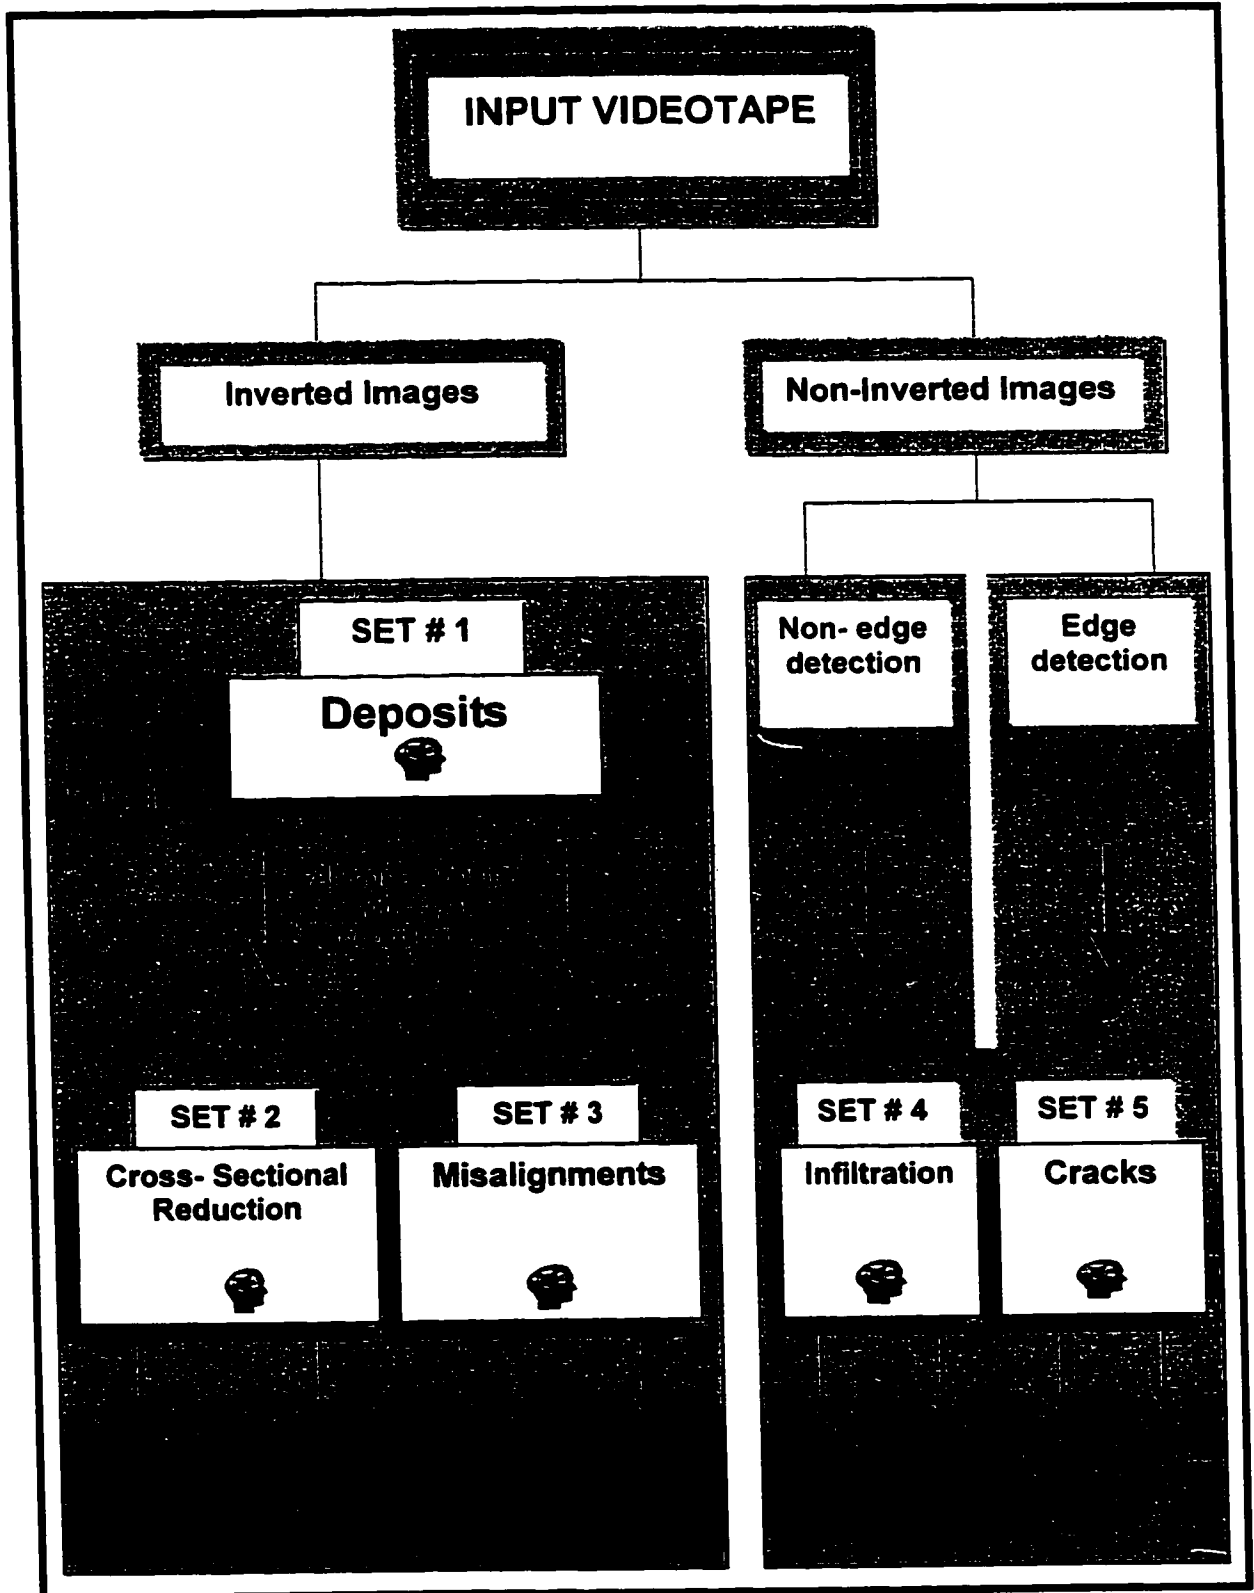 INPUT VIDEOTAPE
Inverted Images
Non-Inverted Images
SET # 1
Deposits
Non- edge
detection
Edge
detection
SET # 2
Cross- Sectional
Reduction
SET # 3
Misalignments
SET # 4
Infiltration
SET # 5
Cracks